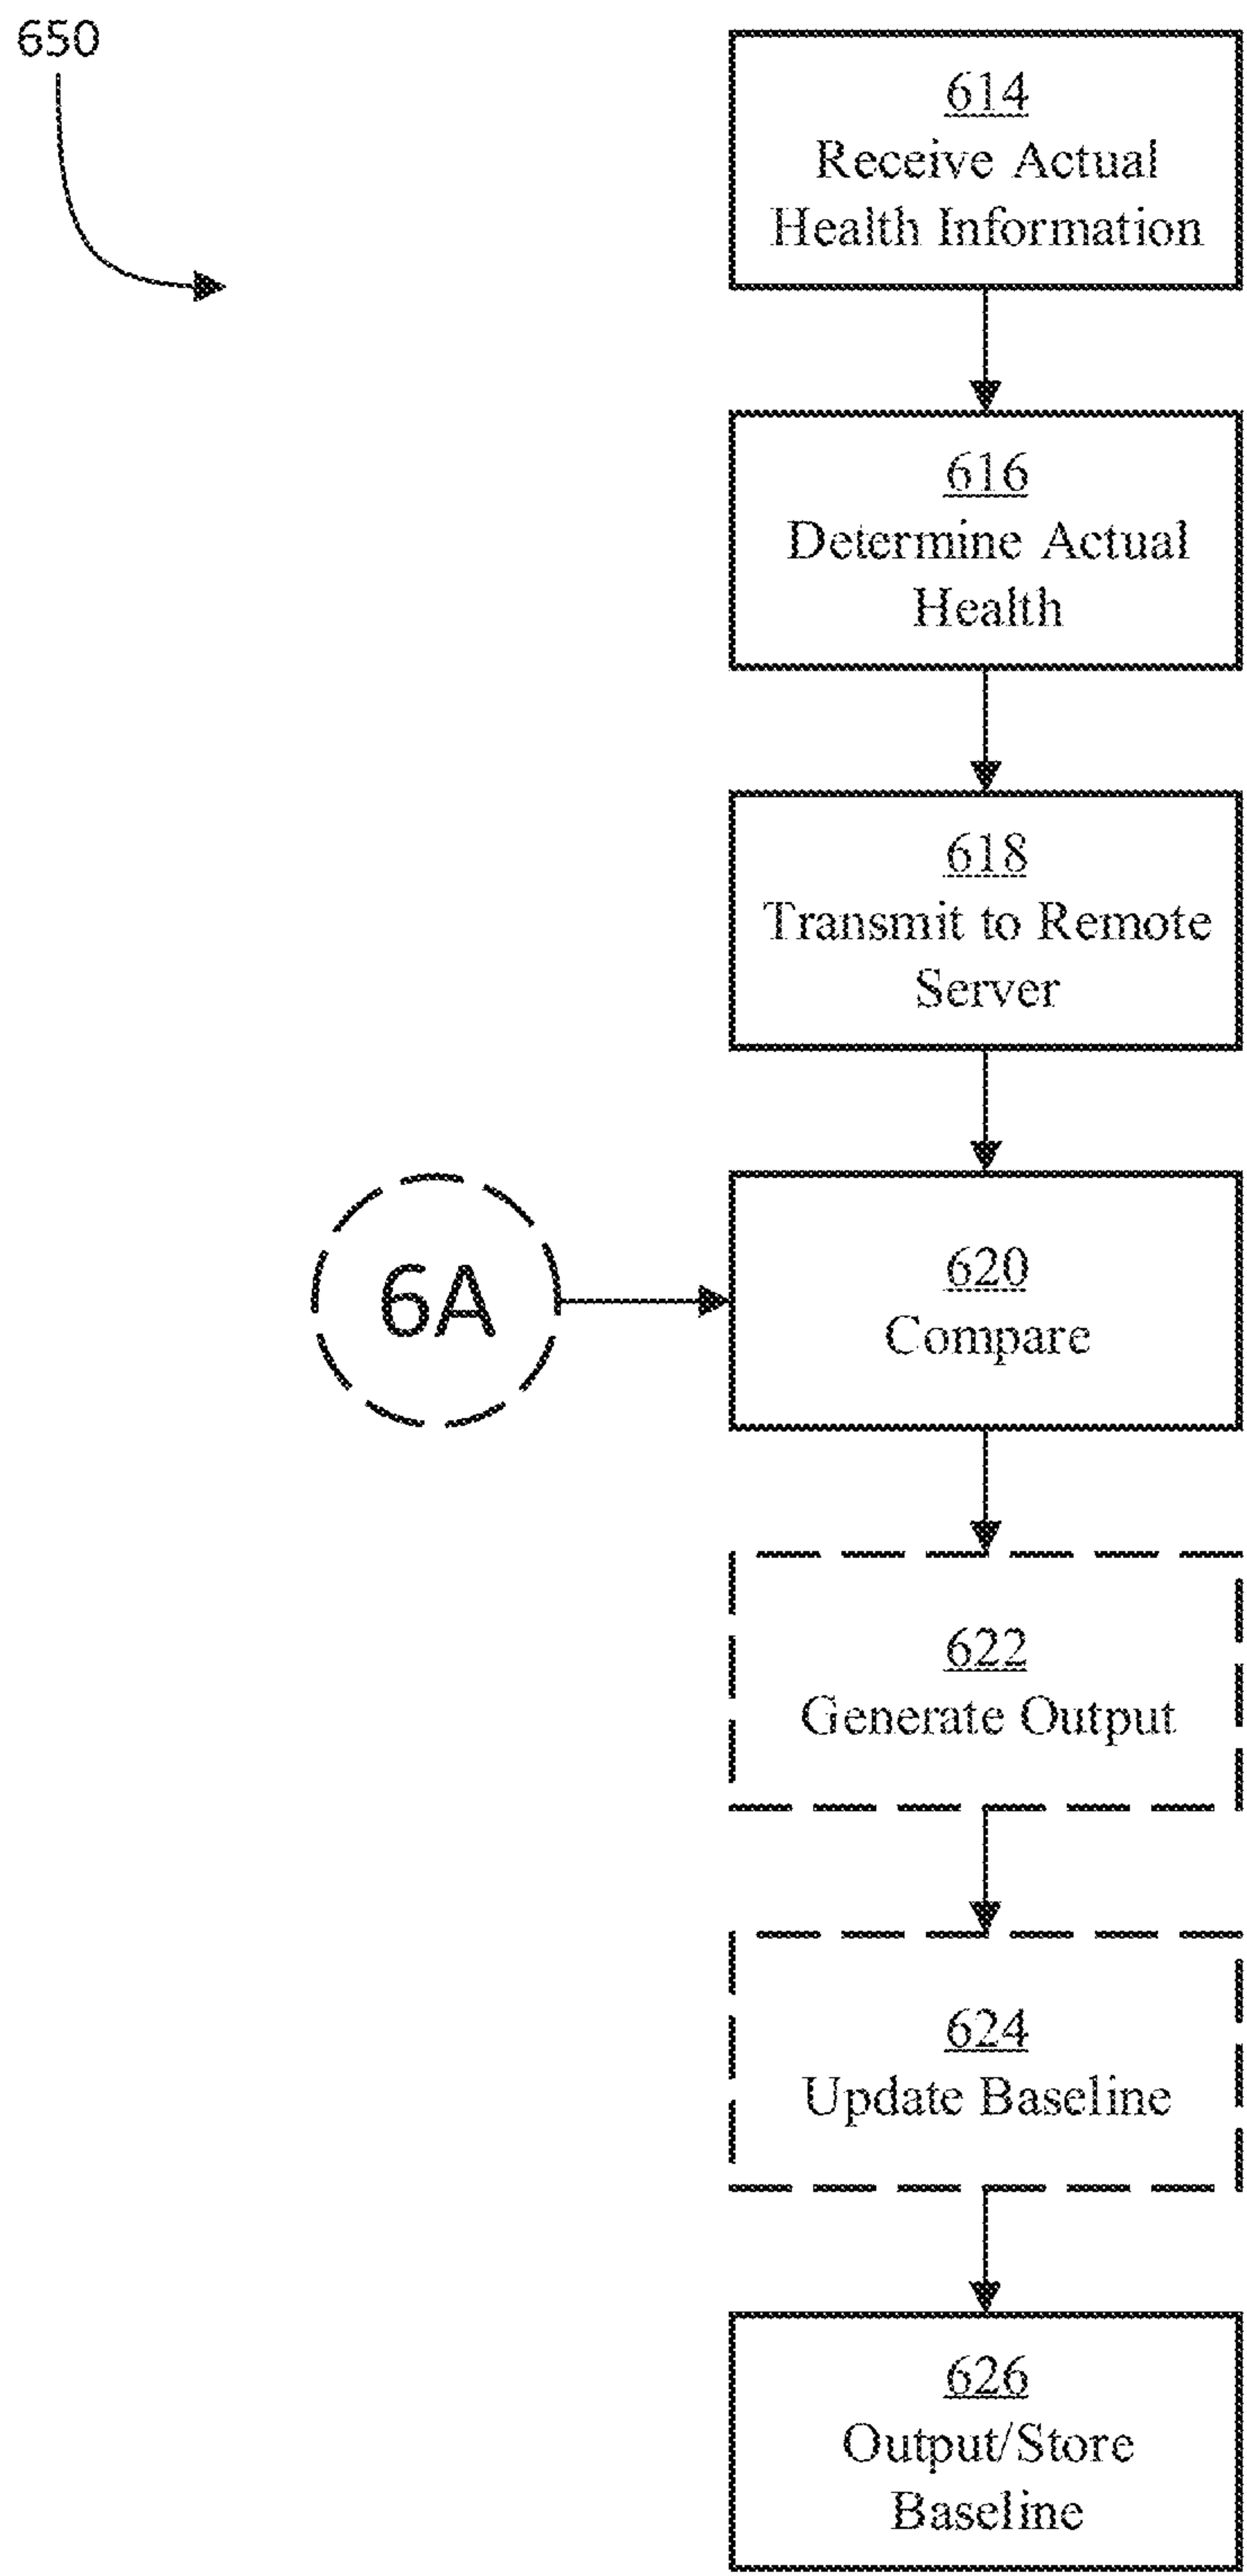 650
614
Receive Actual
Health Information
616
Determine Actual
Health
618
Transmit to Remote
Server
6A
620
Compare
622
Generate Output
624
Update Baseline
626
Output/Store
Baseline